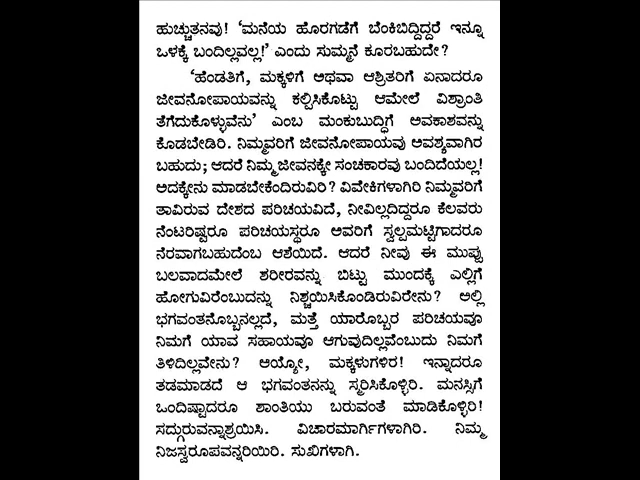 ಹುಚ್ಚುತನವು! 'ಮನೆಯ ಹೊರಗಡೆಗೆ ಬೆಂಕಿಬಿದ್ದಿದ್ದರೆ ಇನ್ನೂ
ಒಳಕ್ಕೆ ಬಂದಿಲ್ಲವಲ್ಲ!' ಎಂದು ಸುಮ್ಮನೆ ಕೂರಬಹುದೇ?
'ಹೆಂಡತಿಗೆ, ಮಕ್ಕಳಿಗೆ ಅಥವಾ ಆಶ್ರಿತರಿಗೆ ಏನಾದರೂ
ಜೀವನೋಪಾಯವನ್ನು ಕಲ್ಪಿಸಿಕೊಟ್ಟು ಆಮೇಲೆ ವಿಶ್ರಾಂತಿ
ತೆಗೆದುಕೊಳ್ಳುವೆನು' ಎಂಬ ಮಂಕುಬುದ್ಧಿಗೆ ಅವಕಾಶವನ್ನು
ಕೊಡಬೇಡಿರಿ. ನಿಮ್ಮವರಿಗೆ ಜೀವನೋಪಾಯವು ಅವಶ್ಯವಾಗಿರ
ಬಹುದು; ಆದರೆ ನಿಮ್ಮ ಜೀವನಕ್ಕೇ ಸಂಚಕಾರವು ಬಂದಿದೆಯಲ್ಲ!
ಅದಕ್ಕೇನು ಮಾಡಬೇಕೆಂದಿರುವಿರಿ? ವಿವೇಕಿಗಳಾಗಿರಿ ನಿಮ್ಮವರಿಗೆ
ತಾವಿರುವ ದೇಶದ ಪರಿಚಯವಿದೆ, ನೀವಿಲ್ಲದಿದ್ದರೂ ಕೆಲವರು
ನೆಂಟರಿಷ್ಟರೂ ಪರಿಚಯಸ್ಥರೂ ಅವರಿಗೆ ಸ್ವಲ್ಪಮಟ್ಟಿಗಾದರೂ
ನೆರವಾಗಬಹುದೆಂಬ ಆಶೆಯಿದೆ. ಆದರೆ ನೀವು ಈ ಮುಪ್ಪು
ಬಲವಾದಮೇಲೆ ಶರೀರವನ್ನು ಬಿಟ್ಟು ಮುಂದಕ್ಕೆ ಎಲ್ಲಿಗೆ
ಹೋಗುವಿರೆಂಬುದನ್ನು ನಿಶ್ಚಯಿಸಿಕೊಂಡಿರುವಿರೇನು? ಅಲ್ಲಿ
ಭಗವಂತನೊಬ್ಬನಲ್ಲದೆ, ಮತ್ತೆ ಯಾರೊಬ್ಬರ ಪರಿಚಯವೂ
ನಿಮಗೆ ಯಾವ ಸಹಾಯವೂ ಆಗುವುದಿಲ್ಲವೆಂಬುದು ನಿಮಗೆ
ತಿಳಿದಿಲ್ಲವೇನು? ಅಯ್ಯೋ, ಮಕ್ಕಳುಗಳಿರ! ಇನ್ನಾದರೂ
ತಡಮಾಡದೆ ಆ ಭಗವಂತನನ್ನು ಸ್ಮರಿಸಿಕೊಳ್ಳಿರಿ. ಮನಸ್ಸಿಗೆ
ಒಂದಿಷ್ಟಾದರೂ ಶಾಂತಿಯು ಬರುವಂತೆ ಮಾಡಿಕೊಳ್ಳಿರಿ!
ಸದ್ಗುರುವನ್ನಾಶ್ರಯಿಸಿ. ವಿಚಾರಮಾರ್ಗಿಗಳಾಗಿರಿ. ನಿಮ್ಮ
ನಿಜಸ್ವರೂಪವನ್ನರಿಯಿರಿ. ಸುಖಿಗಳಾಗಿ.